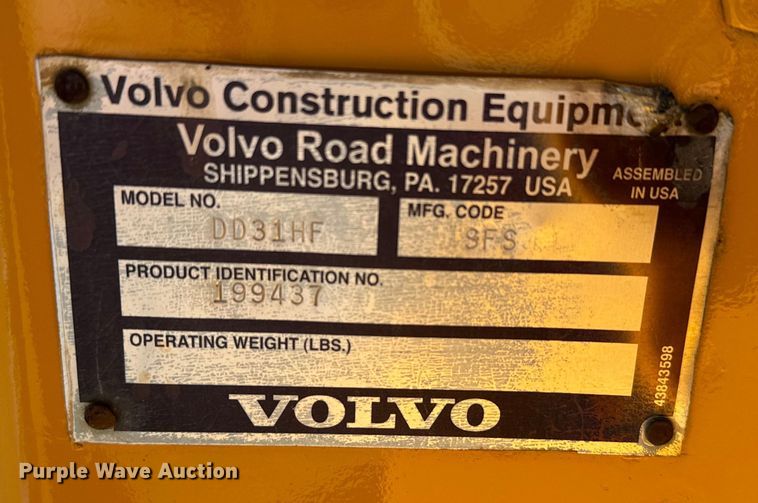 Volvo Construction Equipment
Volvo Road Machinery
SHIPPENSBURG, PA. 17257 USA
ASSEMBLED
IN USA
MODEL NO.
DD31HF
MFG. CODE
SFS
PRODUCT IDENTIFICATION NO.
199437
OPERATING WEIGHT (LBS.)
43843598
VOLVO
Purple Wave Auction